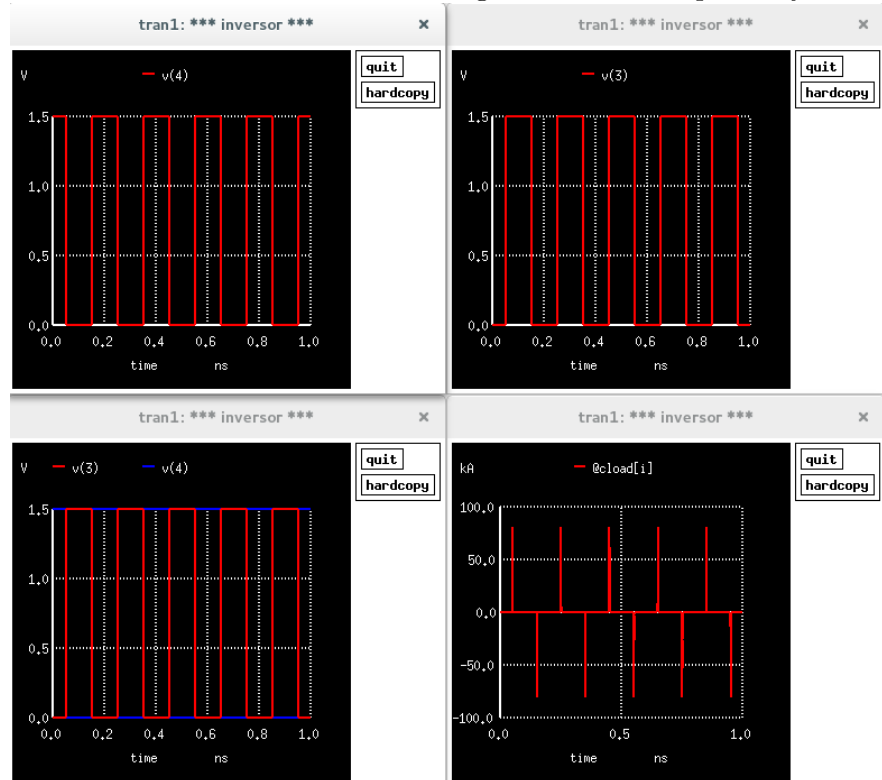 tran1: *** inversor *** ×
V v(4)
quit
hardcopy
1.5
1.0
0.5
0.0
0.0 0.2 0.4 0.6 0.8 1.0
time ns
tran1: *** inversor *** ×
V v(3)
quit
hardcopy
1.5
1.0
0.5
0.0
0.0 0.2 0.4 0.6 0.8 1.0
time ns
tran1: *** inversor *** ×
V v(3) v(4)
quit
hardcopy
1.5
1.0
0.5
0.0
0.0 0.2 0.4 0.6 0.8 1.0
time ns
tran1: *** inversor *** ×
kA @cload[i]
quit
hardcopy
100.0
50.0
0.0
-50.0
-100.0
0.0 0.5 1.0
time ns